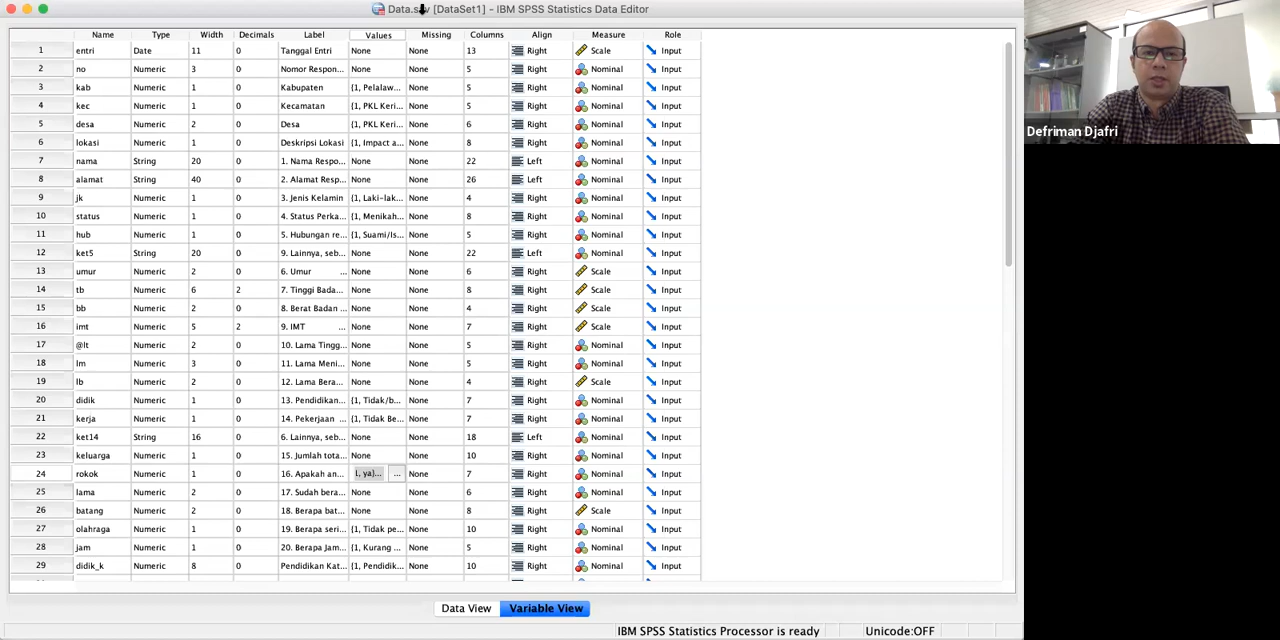 Data.sav [DataSet1] - IBM SPSS Statistics Data Editor
Name Type Width Decimals Label Values Missing Columns Align Measure Role
1 entri Date 11 0 Tanggal Entri None None 13 Right Scale Input
2 no Numeric 3 0 Nomor Respon... None None 5 Right Nominal Input
3 kab Numeric 1 0 Kabupaten {1, Pelalaw... None 5 Right Nominal Input
4 kec Numeric 1 0 Kecamatan {1, PKL Keri... None 5 Right Nominal Input
5 desa Numeric 2 0 Desa {1, PKL Keri... None 6 Right Nominal Input
6 lokasi Numeric 1 0 Deskripsi Lokasi {1, Impact a... None 8 Right Nominal Input
7 nama String 20 0 1. Nama Respo... None None 22 Left Nominal Input
8 alamat String 40 0 2. Alamat Resp... None None 26 Left Nominal Input
9 jk Numeric 1 0 3. Jenis Kelamin {1, Laki-lak... None 4 Right Nominal Input
10 status Numeric 1 0 4. Status Perka... {1, Menikah... None 8 Right Nominal Input
11 hub Numeric 1 0 5. Hubungan re... {1, Suami/Is... None 5 Right Nominal Input
12 ket5 String 20 0 9. Lainnya, seb... None None 22 Left Nominal Input
13 umur Numeric 2 0 6. Umur ... None None 6 Right Scale Input
14 tb Numeric 6 2 7. Tinggi Bada... None None 8 Right Scale Input
15 bb Numeric 2 0 8. Berat Badan ... None None 4 Right Scale Input
16 imt Numeric 5 2 9. IMT ... None None 7 Right Scale Input
17 @lt Numeric 2 0 10. Lama Tingg... None None 5 Right Nominal Input
18 lm Numeric 3 0 11. Lama Meni... None None 5 Right Nominal Input
19 lb Numeric 2 0 12. Lama Bera... None None 4 Right Scale Input
20 didik Numeric 1 0 13. Pendidikan... {1, Tidak/b... None 7 Right Nominal Input
21 kerja Numeric 1 0 14. Pekerjaan ... {1, Tidak Be... None 7 Right Nominal Input
22 ket14 String 16 0 6. Lainnya, seb... None None 18 Left Nominal Input
23 keluarga Numeric 1 0 15. Jumlah tota... None None 10 Right Nominal Input
24 rokok Numeric 1 0 16. Apakah an... l, ya}... ... None 7 Right Nominal Input
25 lama Numeric 2 0 17. Sudah bera... None None 6 Right Nominal Input
26 batang Numeric 2 0 18. Berapa bat... None None 8 Right Scale Input
27 olahraga Numeric 1 0 19. Berapa seri... {1, Tidak pe... None 10 Right Nominal Input
28 jam Numeric 1 0 20. Berapa Jam... {1, Kurang ... None 5 Right Nominal Input
29 didik_k Numeric 8 0 Pendidikan Kat... {1, Pendidik... None 10 Right Nominal Input
Data View Variable View
IBM SPSS Statistics Processor is ready Unicode:OFF
Defriman Djafri